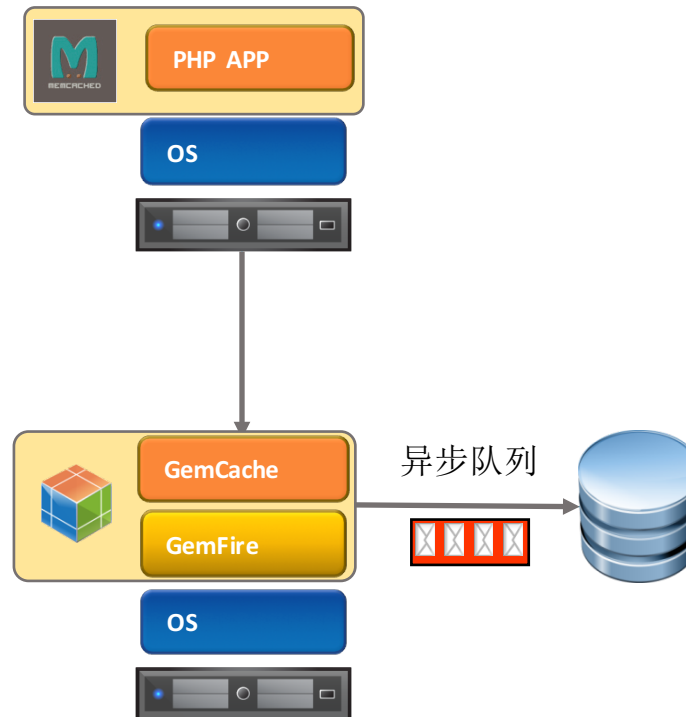 MEMCACHED
PHP APP
OS
GemCache
异步队列
GemFire
OS